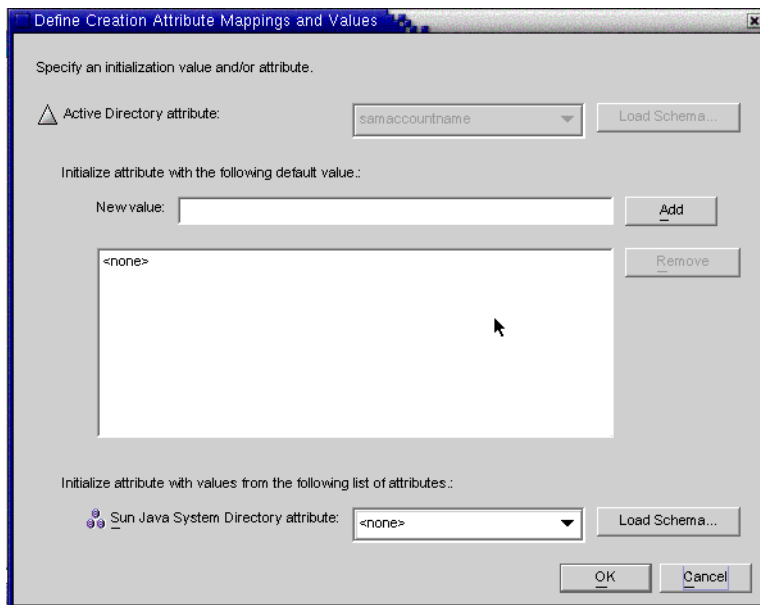 Define Creation Attribute Mappings and Values
Specify an initialization value and/or attribute.
Active Directory attribute:
samaccountname
Load Schema...
Initialize attribute with the following default value.:
New value:
Add
<none>
Remove
Initialize attribute with values from the following list of attributes.:
Sun Java System Directory attribute:
<none>
Load Schema...
OK
Cancel